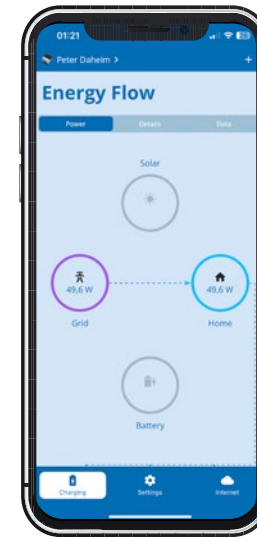 01:21
Peter Daheim > +
Energy Flow
Power Details Data
Solar
49,6 W 49,6 W
Grid Home
Battery
Charging Settings Internet